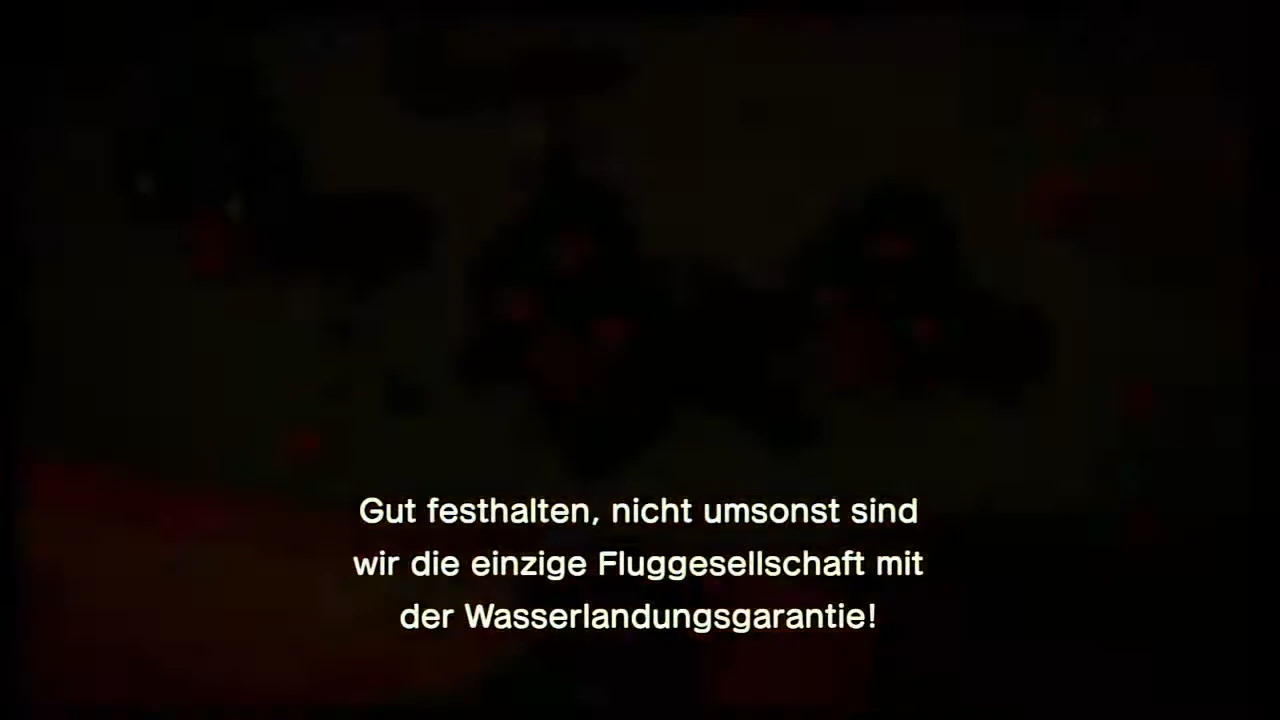 Gut festhalten, nicht umsonst sind
wir die einzige Fluggesellschaft mit
der Wasserlandungsgarantie!